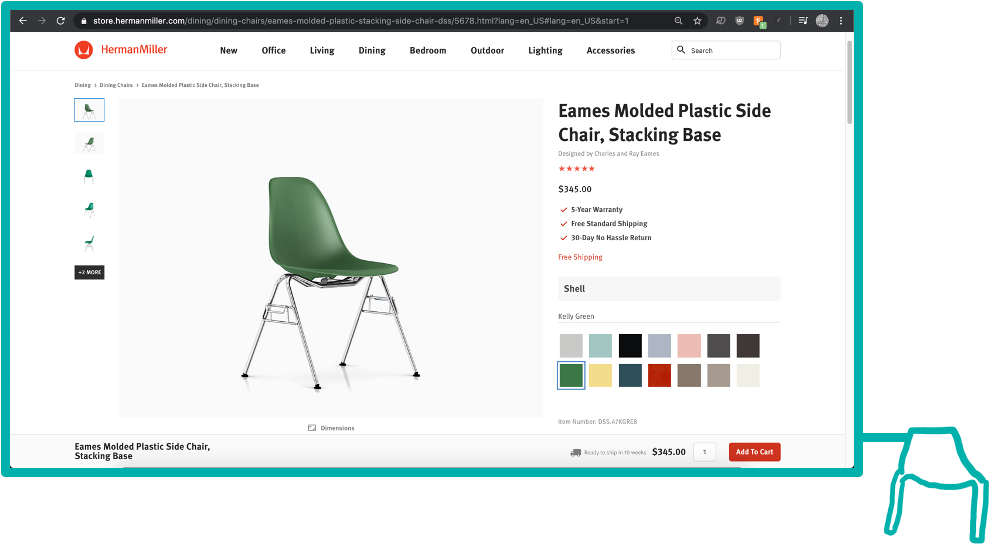 store.hermanmiller.com/dining/dining-chairs/eames-molded-plastic-stacking-side-chair-dss/5678.html?lang=en_US#lang=en_US&start=1
HermanMiller
New Office Living Dining Bedroom Outdoor Lighting Accessories
Search
Dining > Dining Chairs > Eames Molded Plastic Side Chair, Stacking Base
Eames Molded Plastic Side
Chair, Stacking Base
Designed by Charles and Ray Eames
$345.00
5-Year Warranty
Free Standard Shipping
30-Day No Hassle Return
Free Shipping
+2 MORE
Shell
Kelly Green
Item Number: DSS.47KGRE8
Dimensions
Eames Molded Plastic Side Chair,
Stacking Base
Ready to ship in 10 weeks $345.00 1 Add To Cart